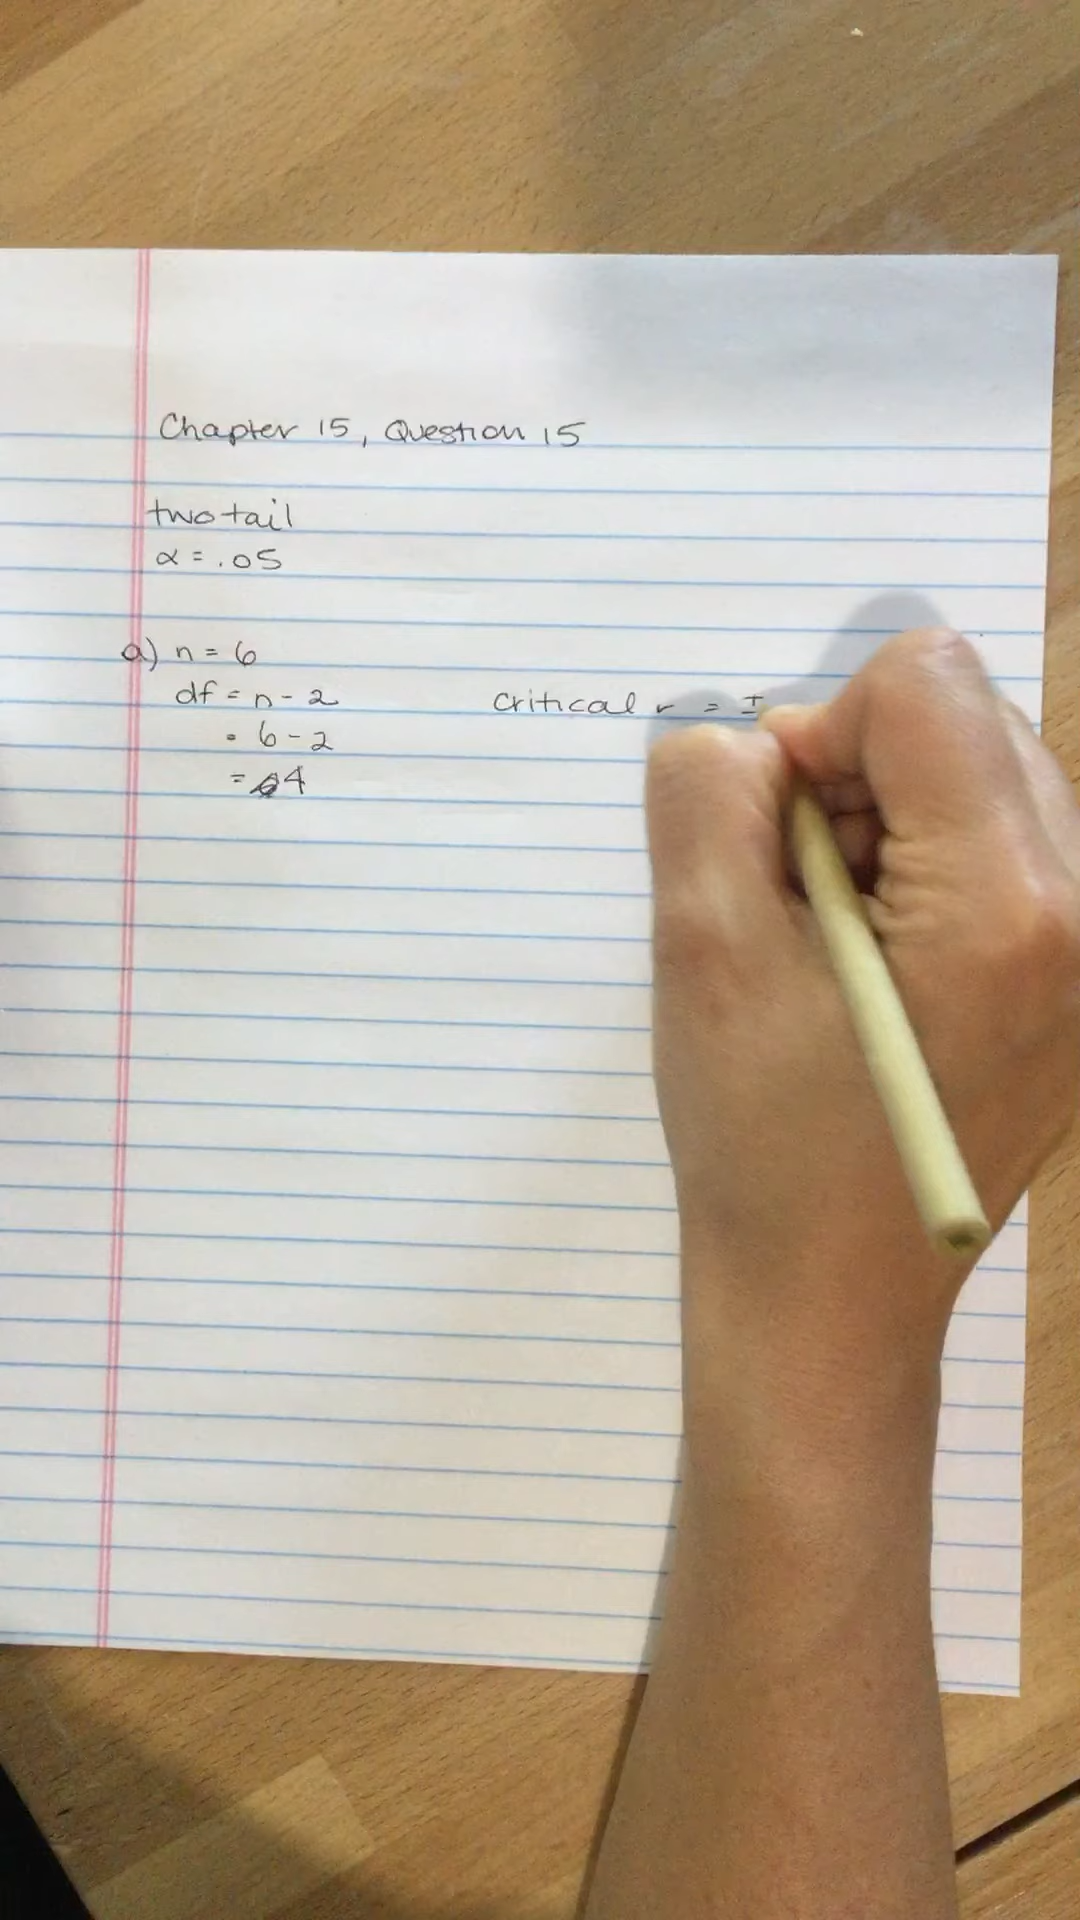 Chapter 15, Question 15
two tail
α = .05
a) n = 6
df = n - 2
critical r = ±
= 6 - 2
= 4